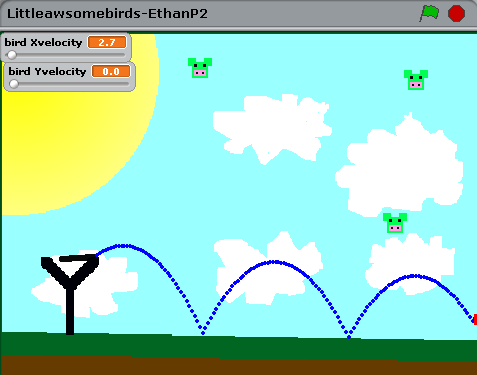 Littleawsomebirds-EthanP2
bird Xvelocity 2.7
bird Yvelocity 0.0